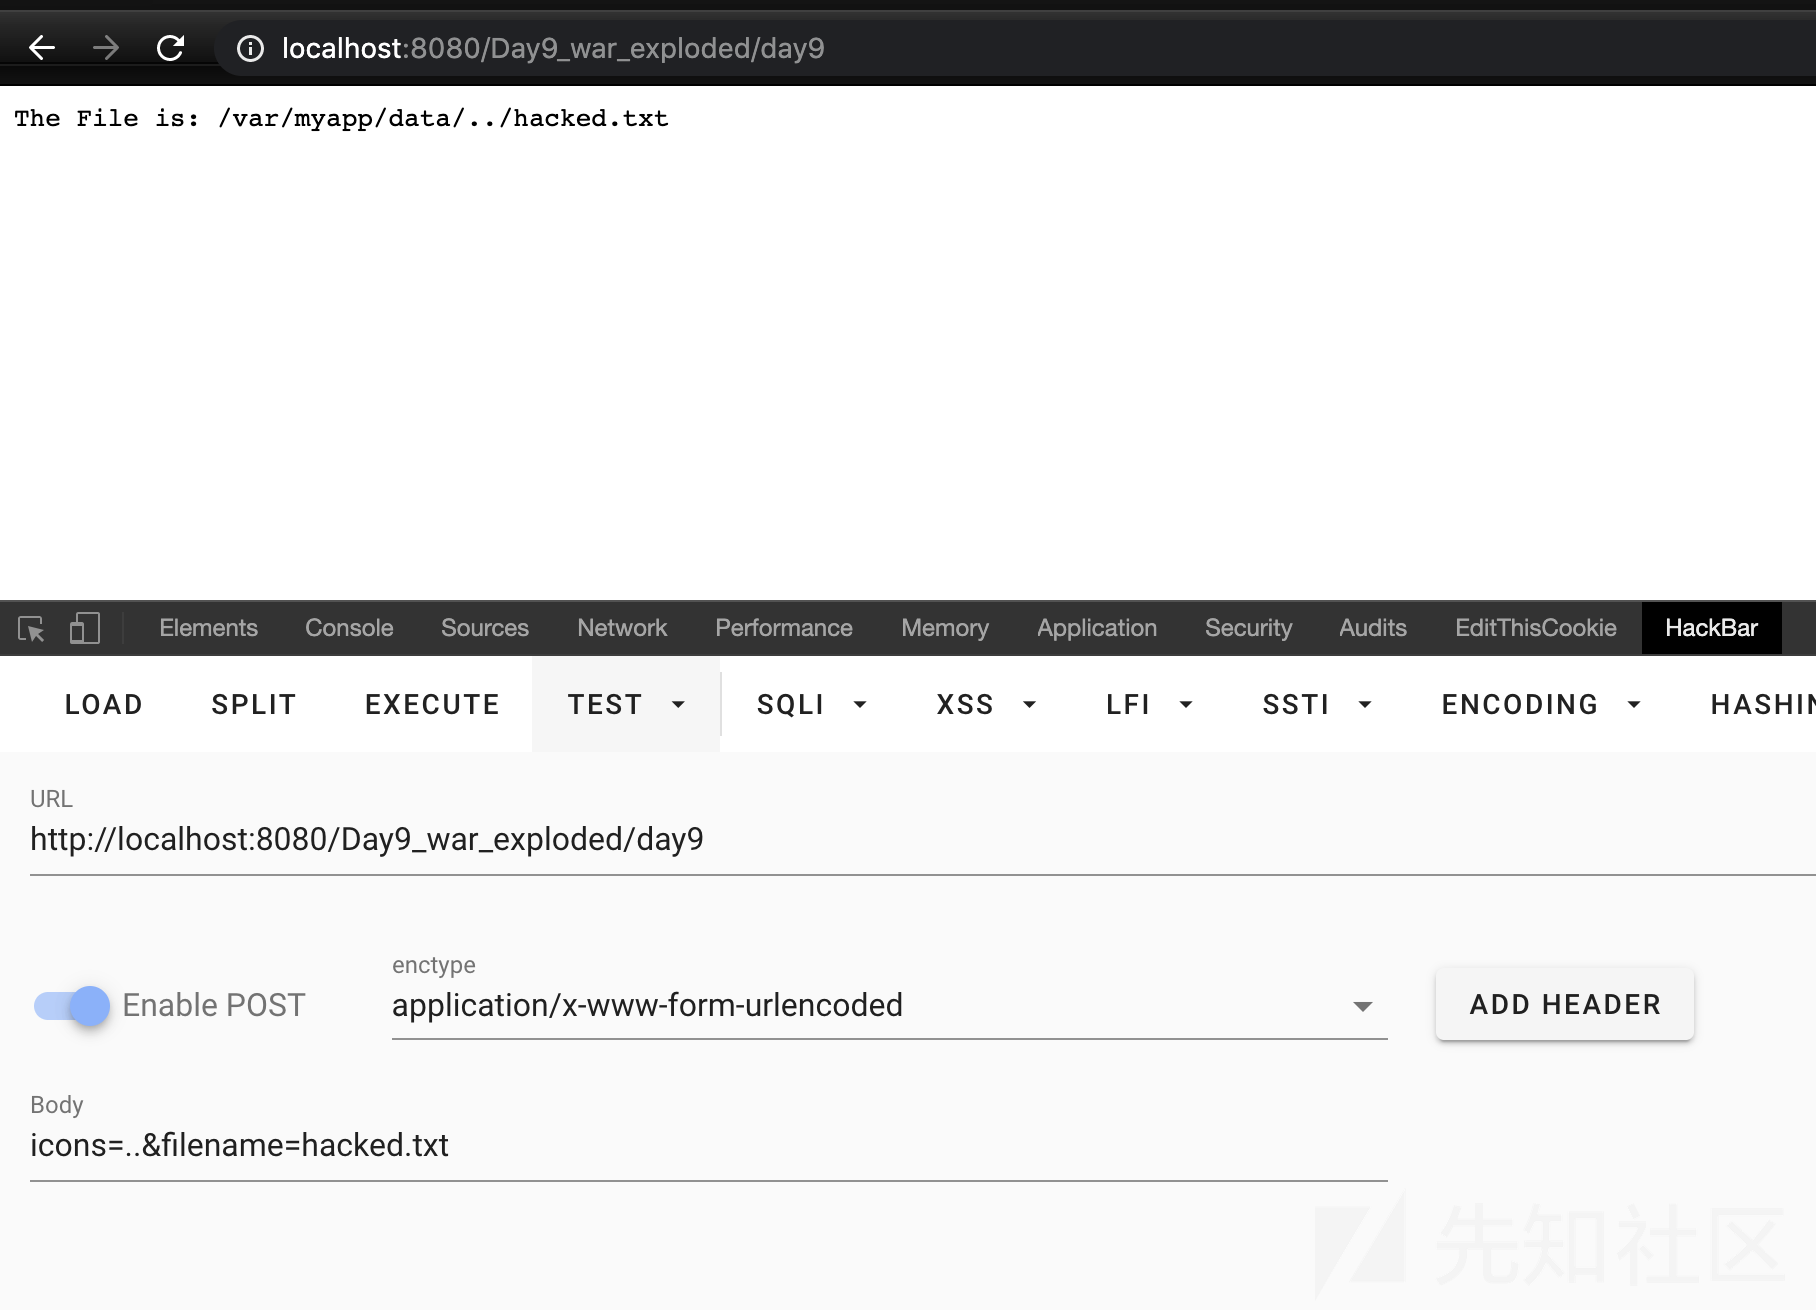 localhost:8080/Day9_war_exploded/day9
The File is: /var/myapp/data/../hacked.txt
Elements Console Sources Network Performance Memory Application Security Audits EditThisCookie HackBar
LOAD SPLIT EXECUTE TEST SQLI XSS LFI SSTI ENCODING HASHIN
URL
http://localhost:8080/Day9_war_exploded/day9
enctype
Enable POST application/x-www-form-urlencoded ADD HEADER
Body
icons=..&filename=hacked.txt
先知社区